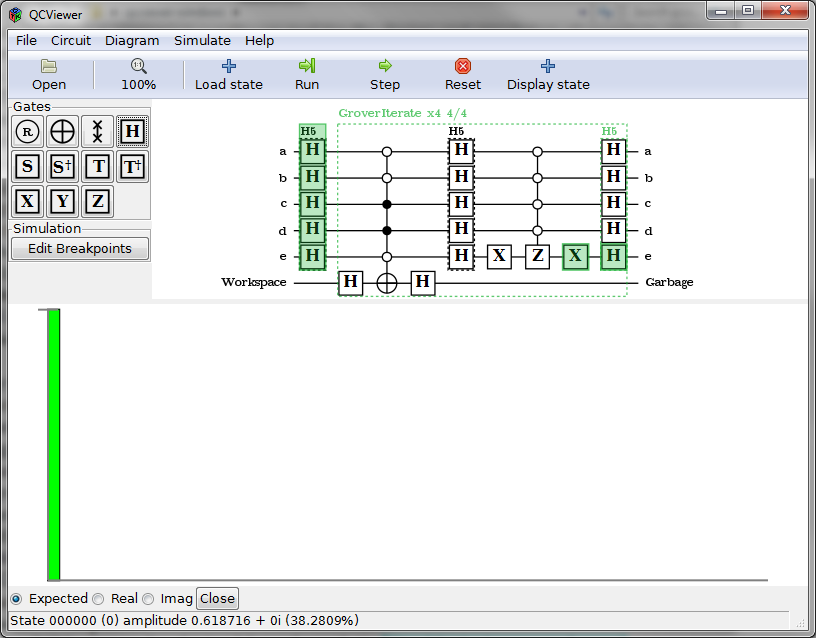 QCViewer
File Circuit Diagram Simulate Help
1:1
Open 100% Load state Run Step Reset Display state
Gates
R H
S S† T T†
X Y Z
Simulation
Edit Breakpoints
GroverIterate x4 4/4
H5 H5 H5
a H H H a
b H H H b
c H H H c
d H H H d
e H H X Z X H e
Workspace H H Garbage
Expected Real Imag Close
State 000000 (0) amplitude 0.618716 + 0i (38.2809%)